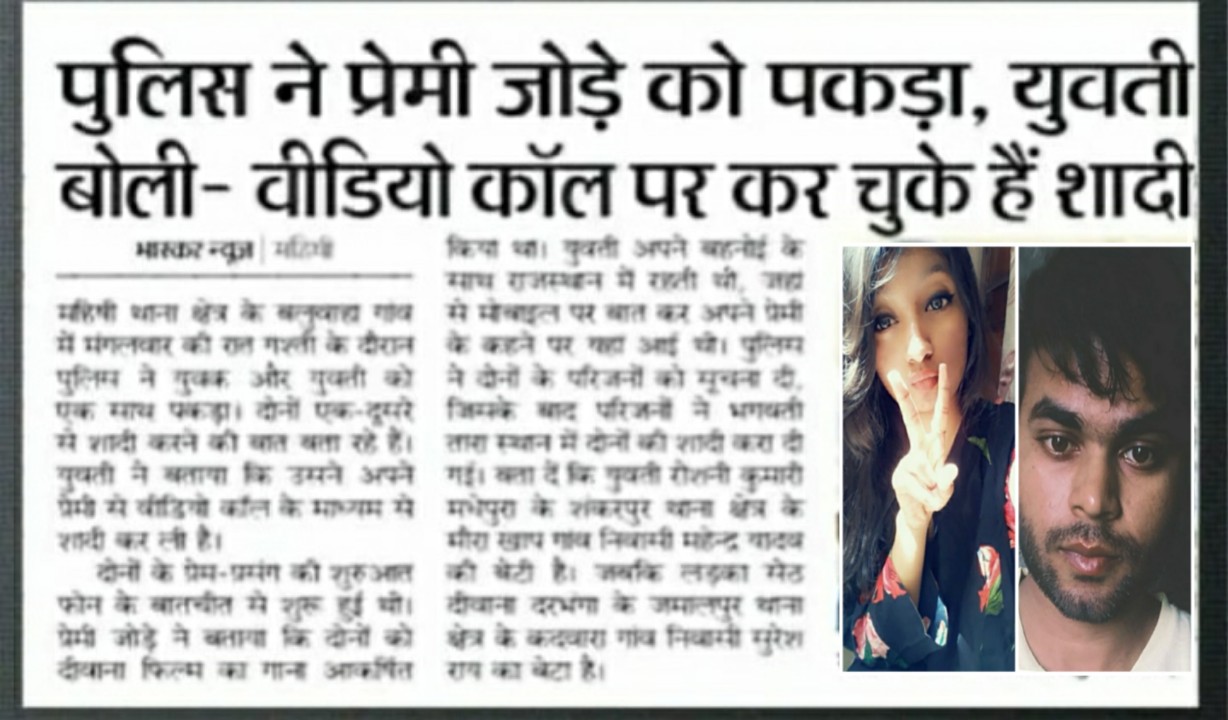 पुलिस ने प्रेमी जोड़े को पकड़ा, युवती
बोली- वीडियो कॉल पर कर चुके हैं शादी
भास्कर न्यूज | महिषी
महिषी थाना क्षेत्र के बलुवाहा गांव
में मंगलवार की रात गश्ती के दौरान
पुलिस ने युवक और युवती को
एक साथ पकड़ा। दोनों एक-दूसरे
से शादी करने की बात बता रहे हैं।
युवती ने बताया कि उसने अपने
प्रेमी से वीडियो कॉल के माध्यम से
शादी कर ली है।
दोनों के प्रेम-प्रसंग की शुरुआत
फोन के बातचीत से शुरू हुई थी।
प्रेमी जोड़े ने बताया कि दोनों को
दीवाना फिल्म का गाना आकर्षित
किया था। युवती अपने बहनोई के
साथ राजस्थान में रहती थी, जहां
से मोबाइल पर बात कर अपने प्रेमी
के कहने पर यहां आई थी। पुलिस
ने दोनों के परिजनों को सूचना दी,
जिसके बाद परिजनों ने भगवती
तारा स्थान में दोनों की शादी करा दी
गई। बता दें कि युवती रोशनी कुमारी
मधेपुरा के शंकरपुर थाना क्षेत्र के
मौरा खाप गांव निवासी महेन्द्र यादव
की बेटी है। जबकि लड़का सेठ
दीवाना दरभंगा के जमालपुर थाना
क्षेत्र के कदवारा गांव निवासी सुरेश
राय का बेटा है।